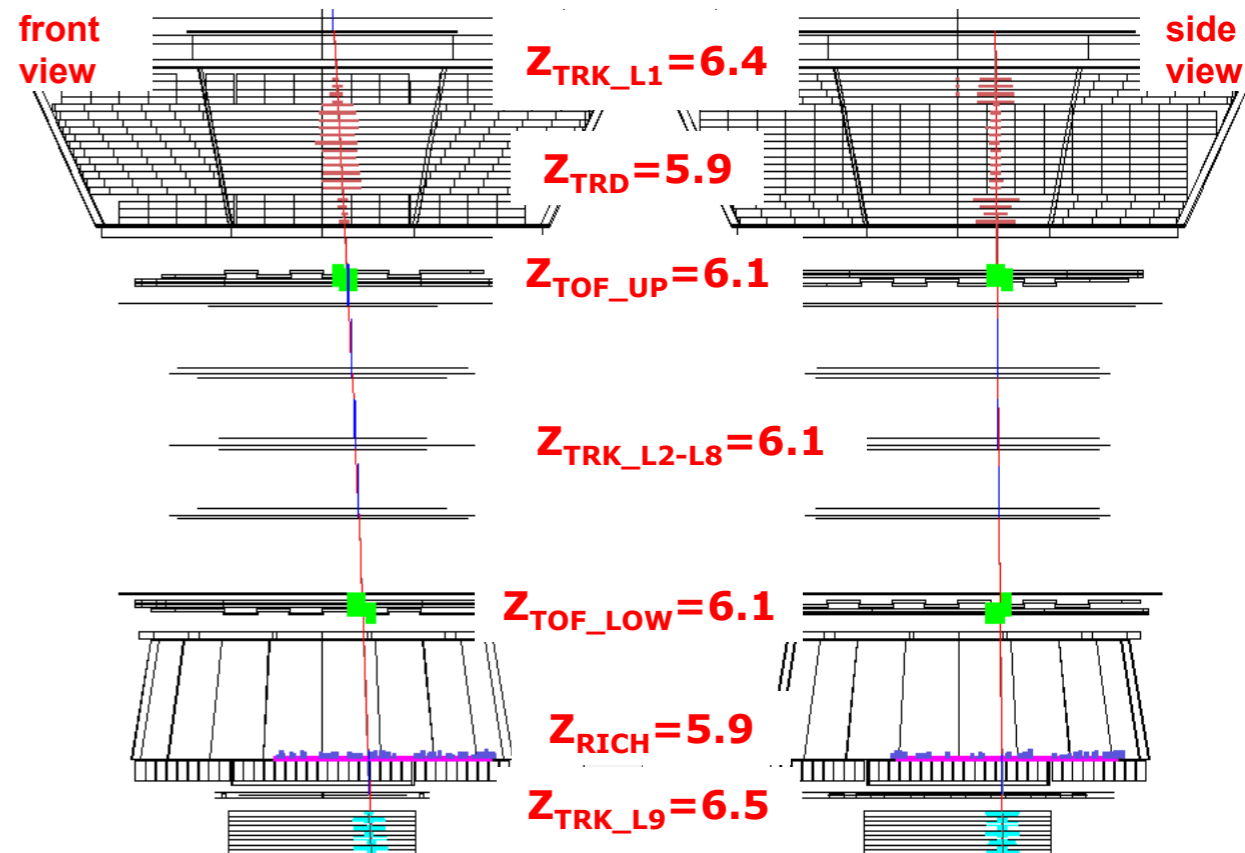 front
view
side
view
Z_TRK_L1=6.4
Z_TRD=5.9
Z_TOF_UP=6.1
Z_TRK_L2-L8=6.1
Z_TOF_LOW=6.1
Z_RICH=5.9
Z_TRK_L9=6.5